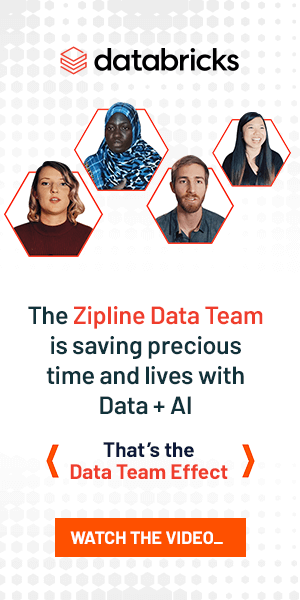 databricks
The Zipline Data Team
is saving precious
time and lives with
Data + AI
That's the
Data Team Effect
WATCH THE VIDEO_